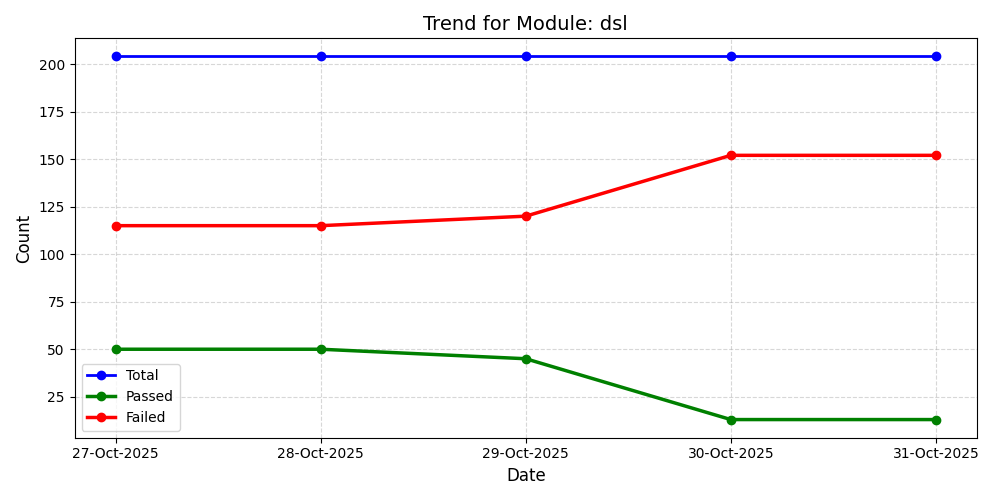 Trend for Module: dsl
Count
200
175
150
125
100
75
50
25
Total
Passed
Failed
27-Oct-2025 28-Oct-2025 29-Oct-2025 30-Oct-2025 31-Oct-2025
Date